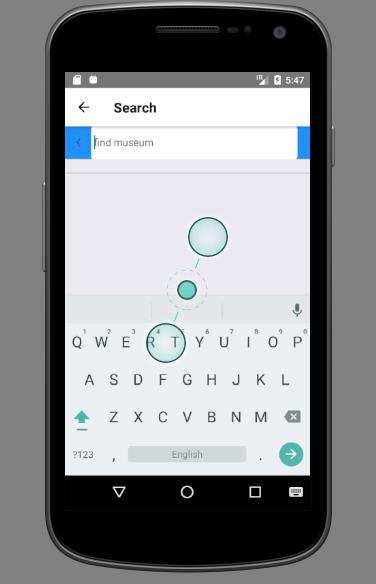 5:47
Search
find museum
1 2 3 4 5 6 7 8 9 0
Q W E R T Y U I O P
A S D F G H J K L
Z X C V B N M
?123 , English .